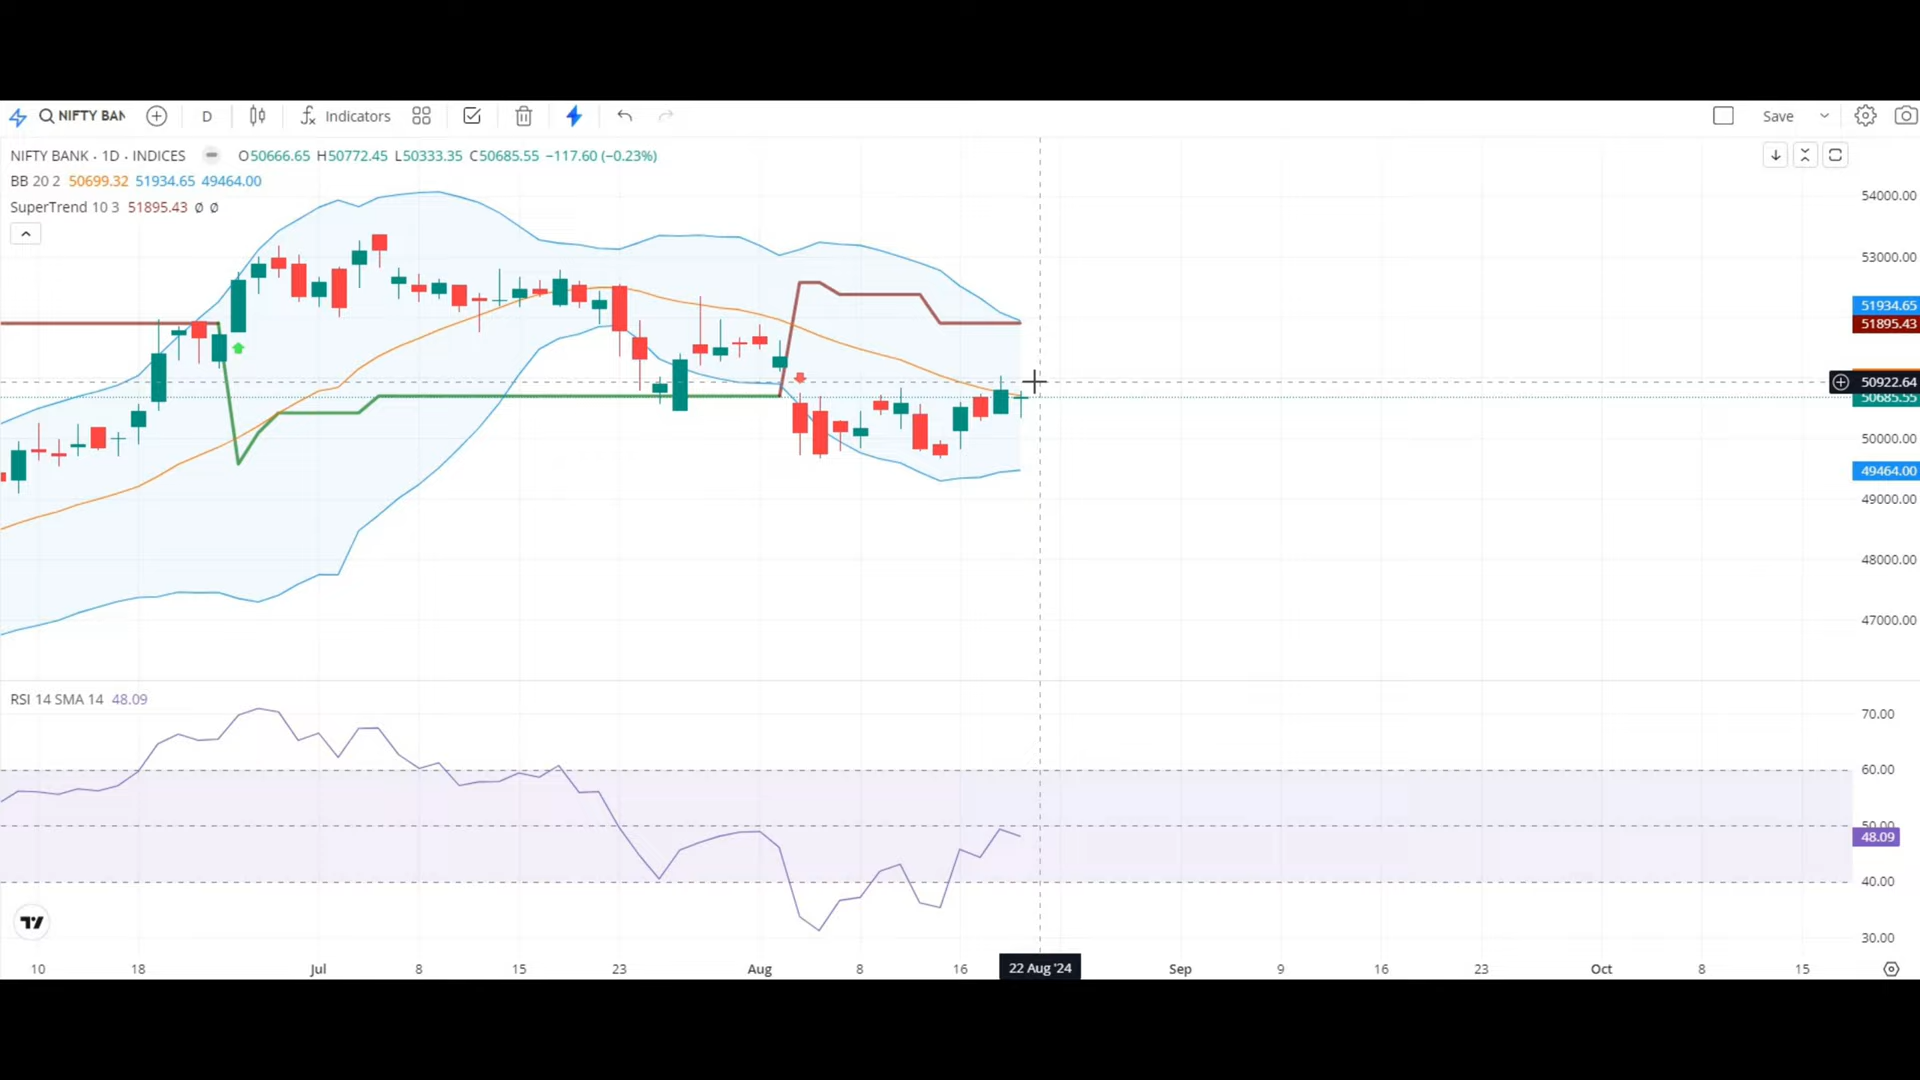 NIFTY BAN D Indicators Save
NIFTY BANK · 1D · INDICES O50666.65 H50772.45 L50333.35 C50685.55 −117.60 (−0.23%)
BB 20 2 50699.32 51934.65 49464.00
SuperTrend 10 3 51895.43 Ø Ø
54000.00
53000.00
51934.65
51895.43
50922.64
50685.55
50000.00
49464.00
49000.00
48000.00
47000.00
RSI 14 SMA 14 48.09
70.00
60.00
50.00
48.09
40.00
30.00
10 18 Jul 8 15 23 Aug 8 16 22 Aug '24 Sep 9 16 23 Oct 8 15